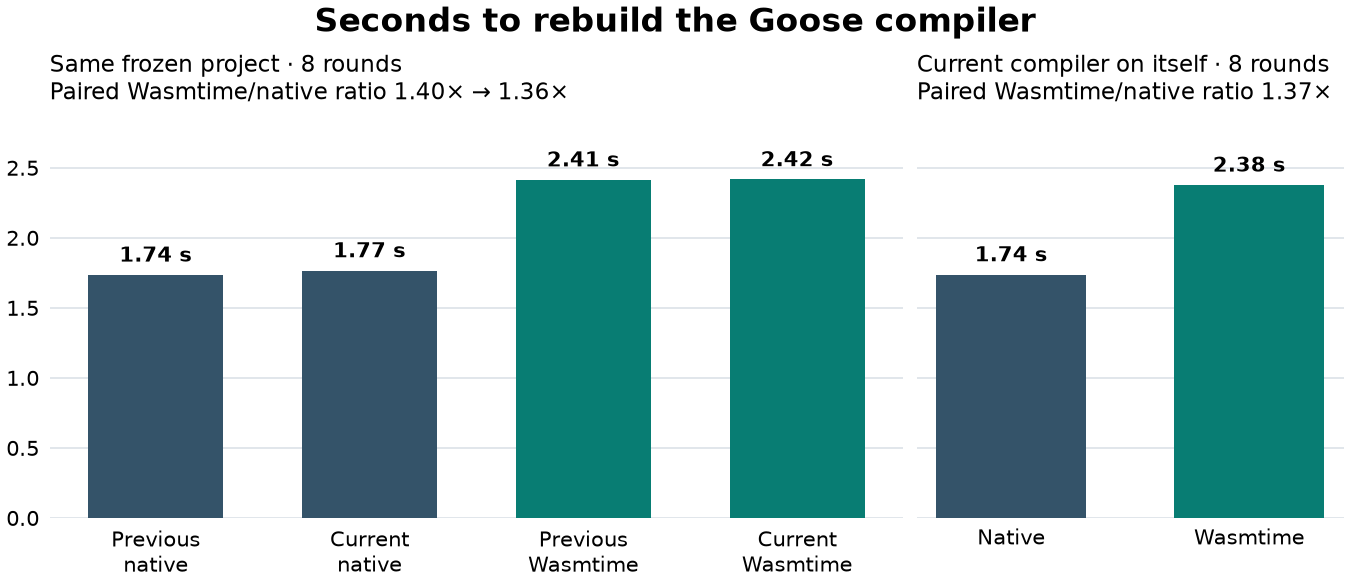 Seconds to rebuild the Goose compiler
Same frozen project · 8 rounds
Paired Wasmtime/native ratio 1.40× → 1.36×
Current compiler on itself · 8 rounds
Paired Wasmtime/native ratio 1.37×
2.5
2.0
1.5
1.0
0.5
0.0
1.74 s
1.77 s
2.41 s
2.42 s
1.74 s
2.38 s
Previous
native
Current
native
Previous
Wasmtime
Current
Wasmtime
Native
Wasmtime